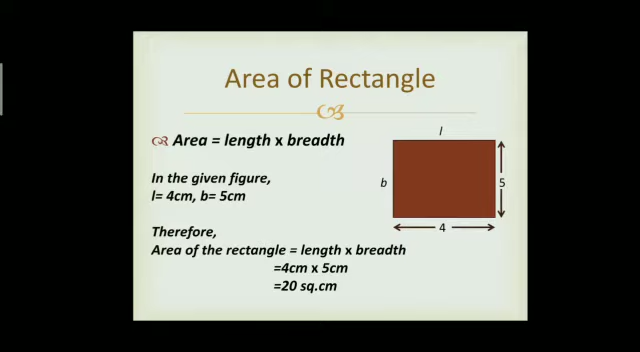 Area of Rectangle
Area = length x breadth
In the given figure,
l= 4cm, b= 5cm
Therefore,
Area of the rectangle = length x breadth
=4cm x 5cm
=20 sq.cm
l
b
5
4